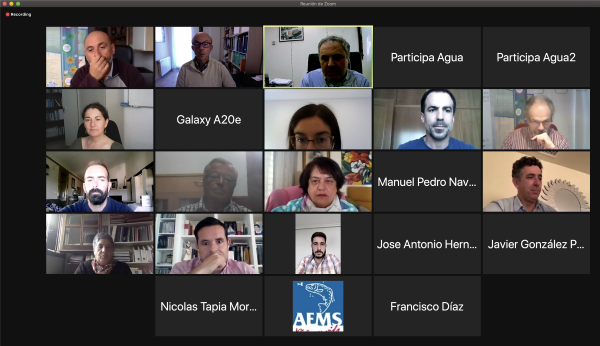 Reunión de Zoom
Recording
Participa Agua
Participa Agua2
Galaxy A20e
Manuel Pedro Nav...
Jose Antonio Hern...
Javier González P...
Nicolas Tapia Mor...
AEMS
Francisco Díaz